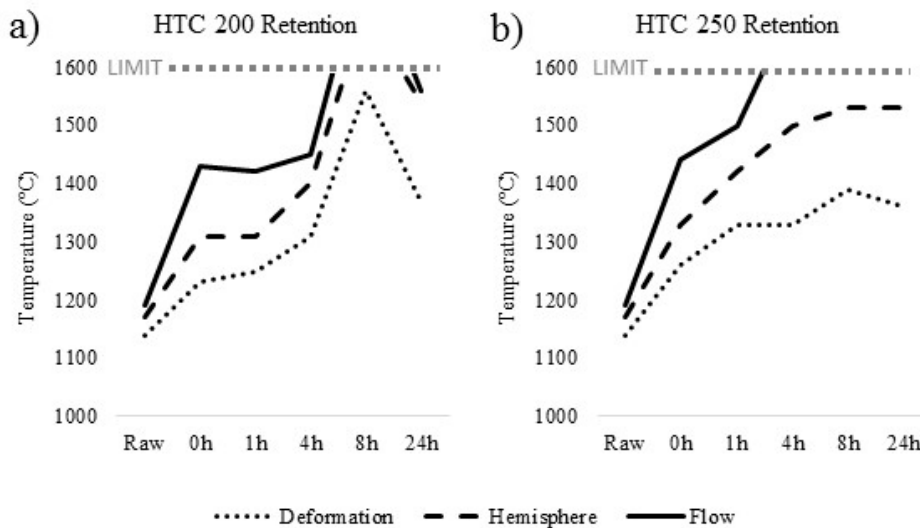 a) HTC 200 Retention
1600
LIMIT
1500
1400
1300
1200
1100
1000
Temperature (°C)
Raw 0h 1h 4h 8h 24h
b) HTC 250 Retention
1600
LIMIT
1500
1400
1300
1200
1100
1000
Temperature (°C)
Raw 0h 1h 4h 8h 24h
Deformation Hemisphere Flow